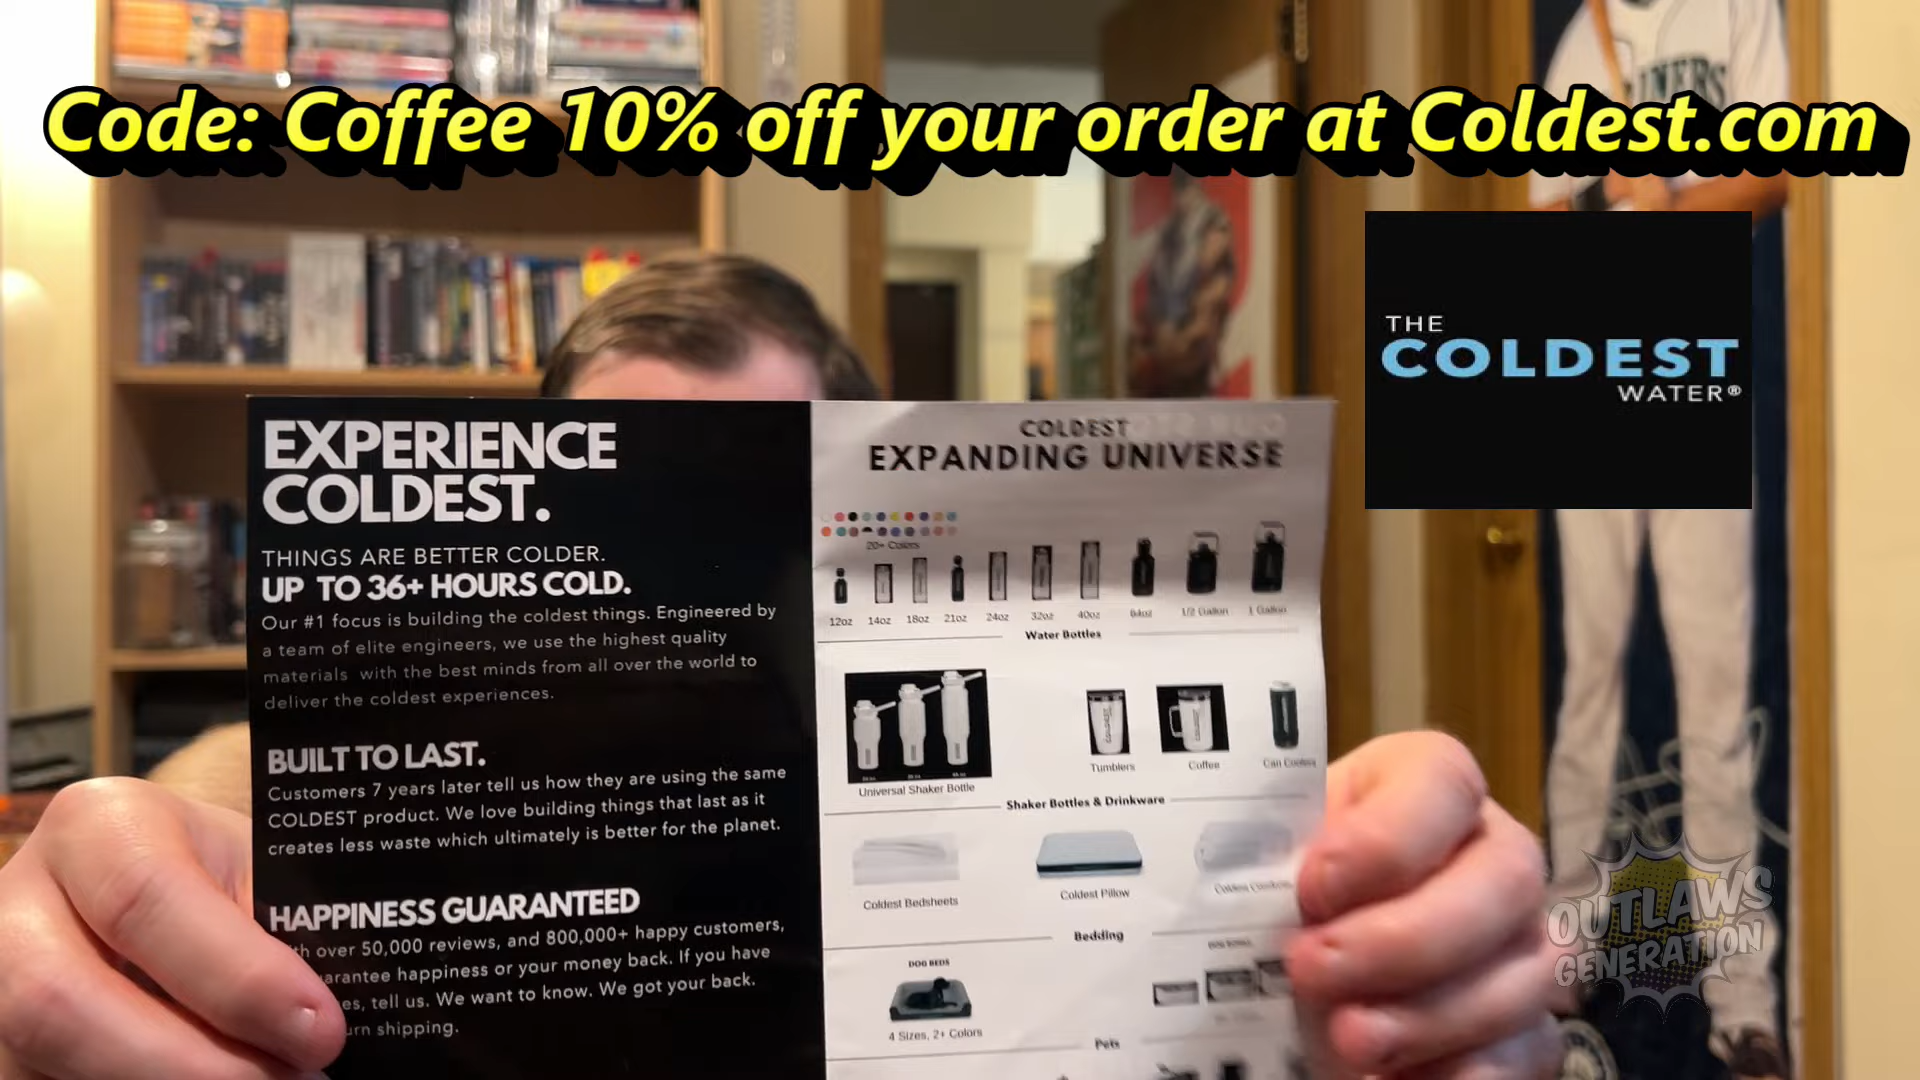 Code: Coffee 10% off your order at Coldest.com
INERS
THE
COLDEST
WATER®
EXPERIENCE
COLDEST.
THINGS ARE BETTER COLDER.
UP TO 36+ HOURS COLD.
Our #1 focus is building the coldest things. Engineered by
a team of elite engineers, we use the highest quality
materials with the best minds from all over the world to
deliver the coldest experiences.
BUILT TO LAST.
Customers 7 years later tell us how they are using the same
COLDEST product. We love building things that last as it
creates less waste which ultimately is better for the planet.
HAPPINESS GUARANTEED
over 50,000 reviews, and 800,000+ happy customers,
arantee happiness or your money back. If you have
es, tell us. We want to know. We got your back.
urn shipping.
COLDEST
EXPANDING UNIVERSE
20+ Colors
12oz 14oz 18oz 21oz 24oz 32oz 40oz 64oz 1/2 Gallon 1 Gallon
Water Bottles
Universal Shaker Bottle
Tumblers Coffee Can Coolers
Shaker Bottles & Drinkware
Coldest Bedsheets Coldest Pillow
Bedding
DOG BEDS
4 Sizes, 2+ Colors
Pets
OUTLAWS
GENERATION